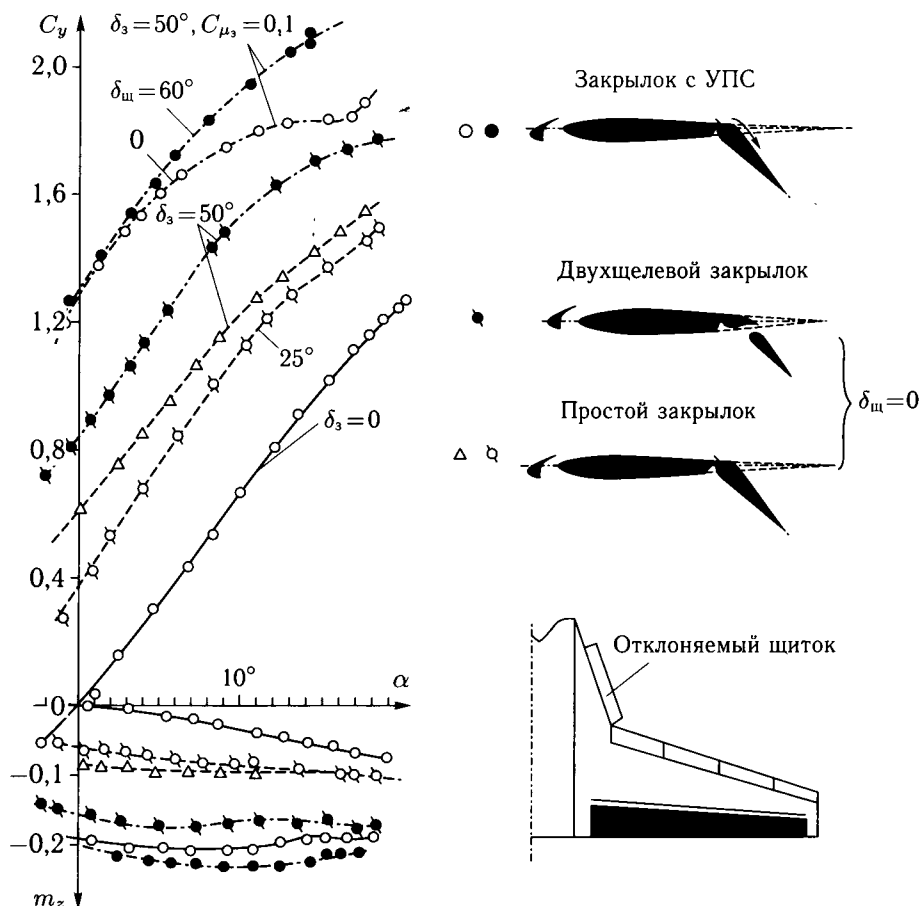 C_y
δ_з=50°, C_{μ_э}=0,1
2,0
δ_щ=60°
0
1,6
δ_з=50°
1,2
25°
0,8
δ_з=0
0,4
10°
α
0
−0,1
−0,2
m_z
Закрылок с УПС
Двухщелевой закрылок
δ_щ=0
Простой закрылок
Отклоняемый щиток